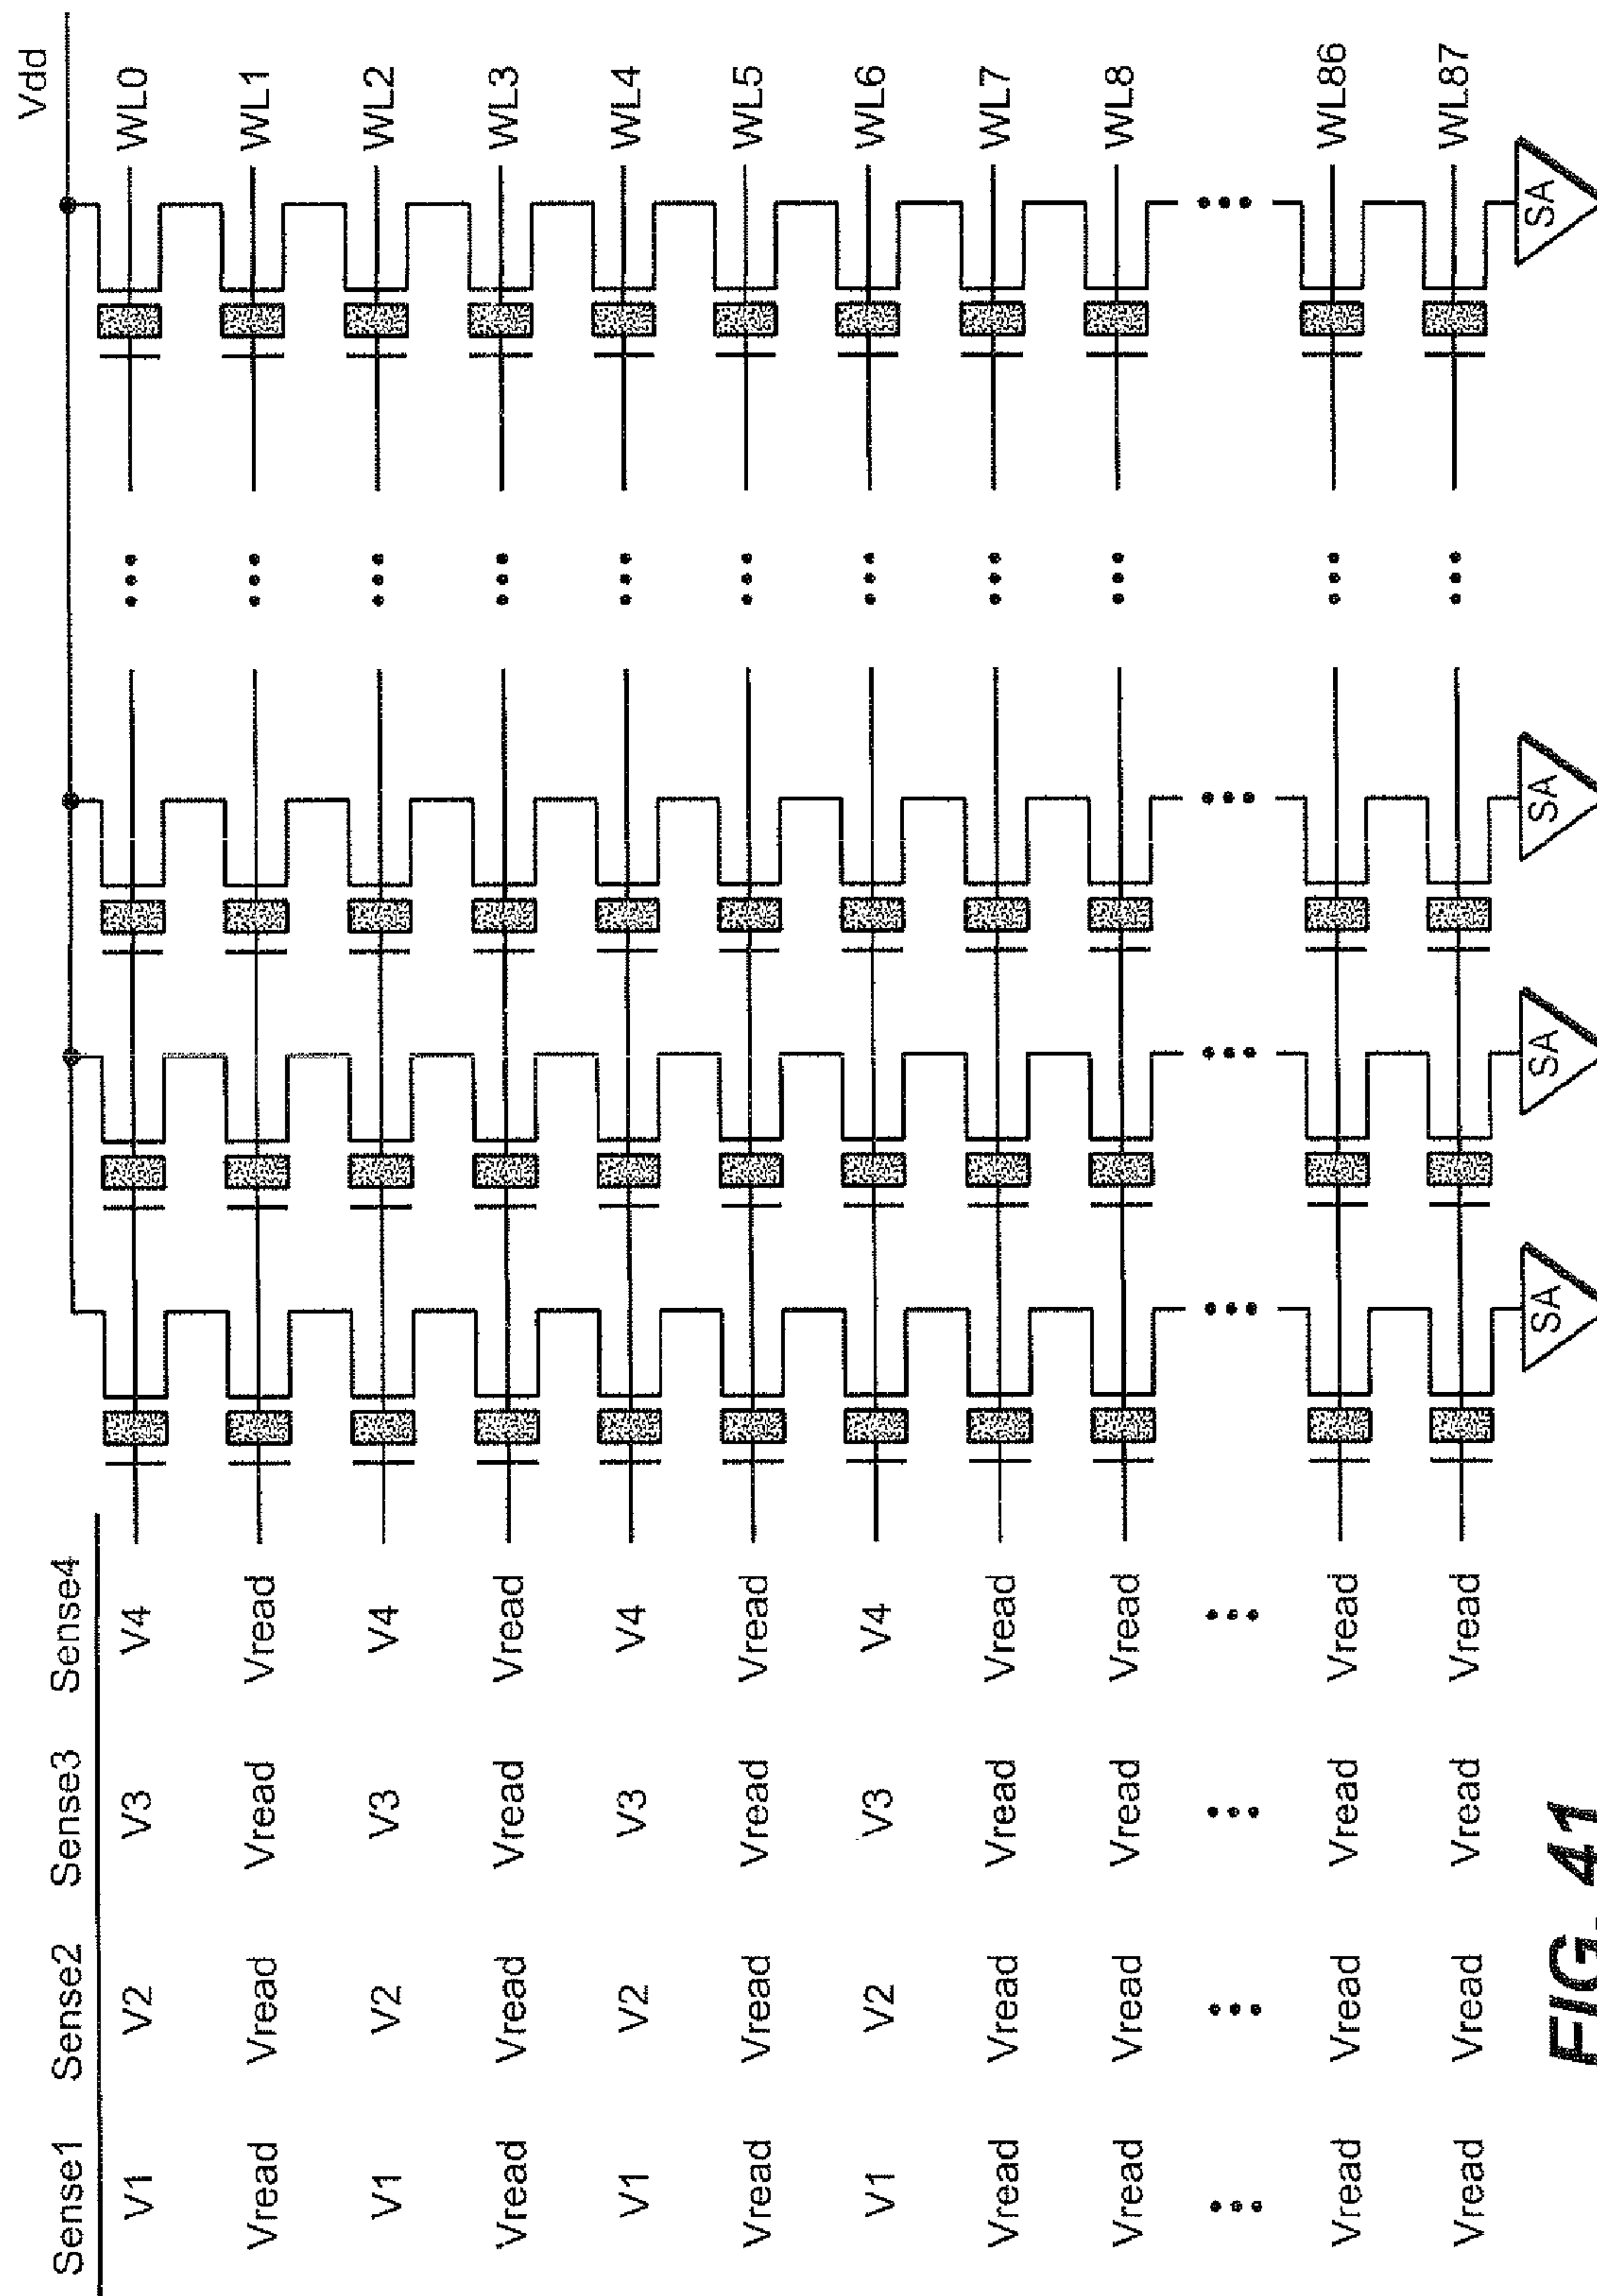 Vdd
Sense1 Sense2 Sense3 Sense4
V1 V2 V3 V4 WL0
Vread Vread Vread Vread WL1
V1 V2 V3 V4 WL2
Vread Vread Vread Vread WL3
V1 V2 V3 V4 WL4
Vread Vread Vread Vread WL5
V1 V2 V3 V4 WL6
Vread Vread Vread Vread WL7
Vread Vread Vread Vread WL8
Vread Vread Vread Vread WL86
Vread Vread Vread Vread WL87
SA SA SA SA
FIG. 41